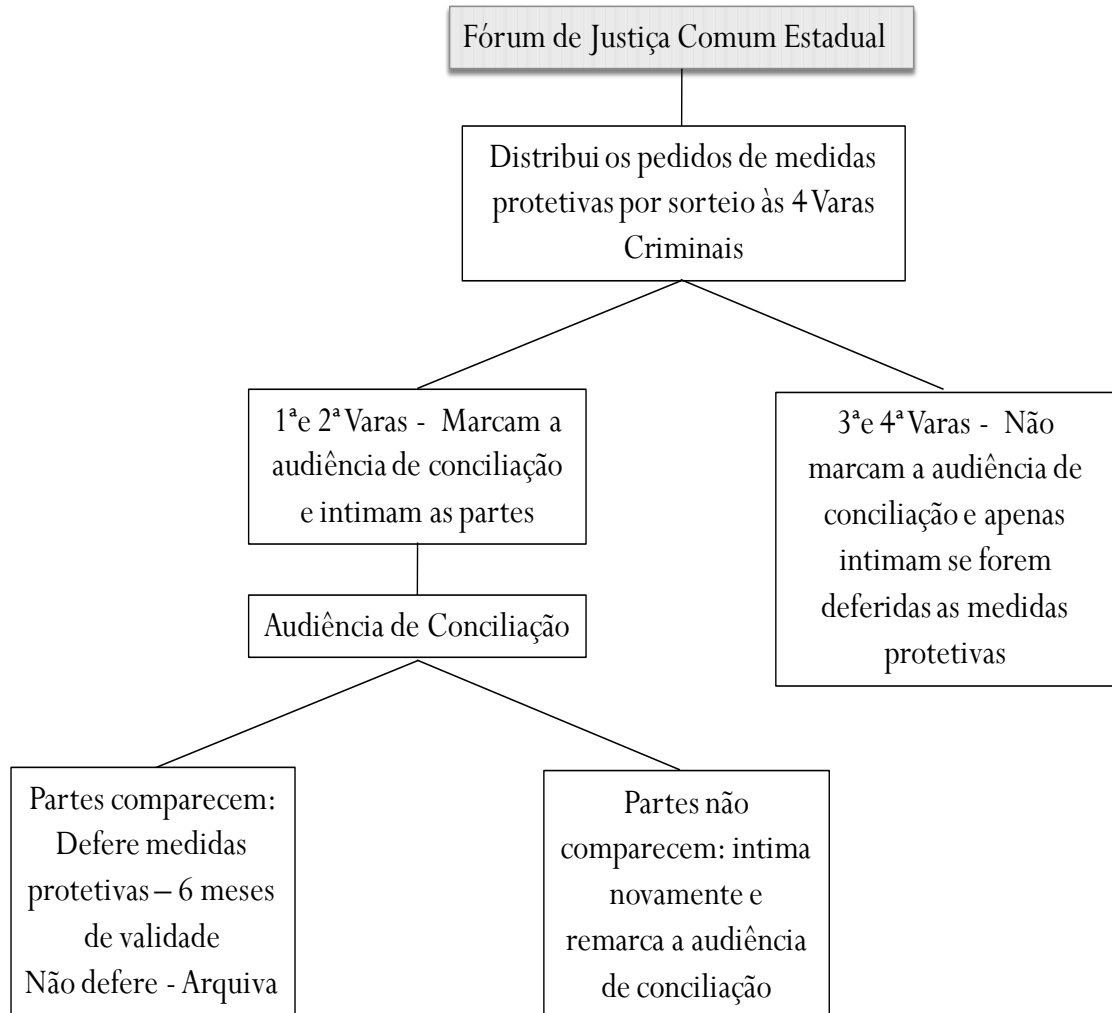 Fórum de Justiça Comum Estadual
Distribui os pedidos de medidas
protetivas por sorteio às 4 Varas
Criminais
1ª e 2ª Varas - Marcam a
audiência de conciliação
e intimam as partes
3ª e 4ª Varas - Não
marcam a audiência de
conciliação e apenas
intimam se forem
deferidas as medidas
protetivas
Audiência de Conciliação
Partes comparecem:
Defere medidas
protetivas – 6 meses
de validade
Não defere - Arquiva
Partes não
comparecem: intima
novamente e
remarca a audiência
de conciliação